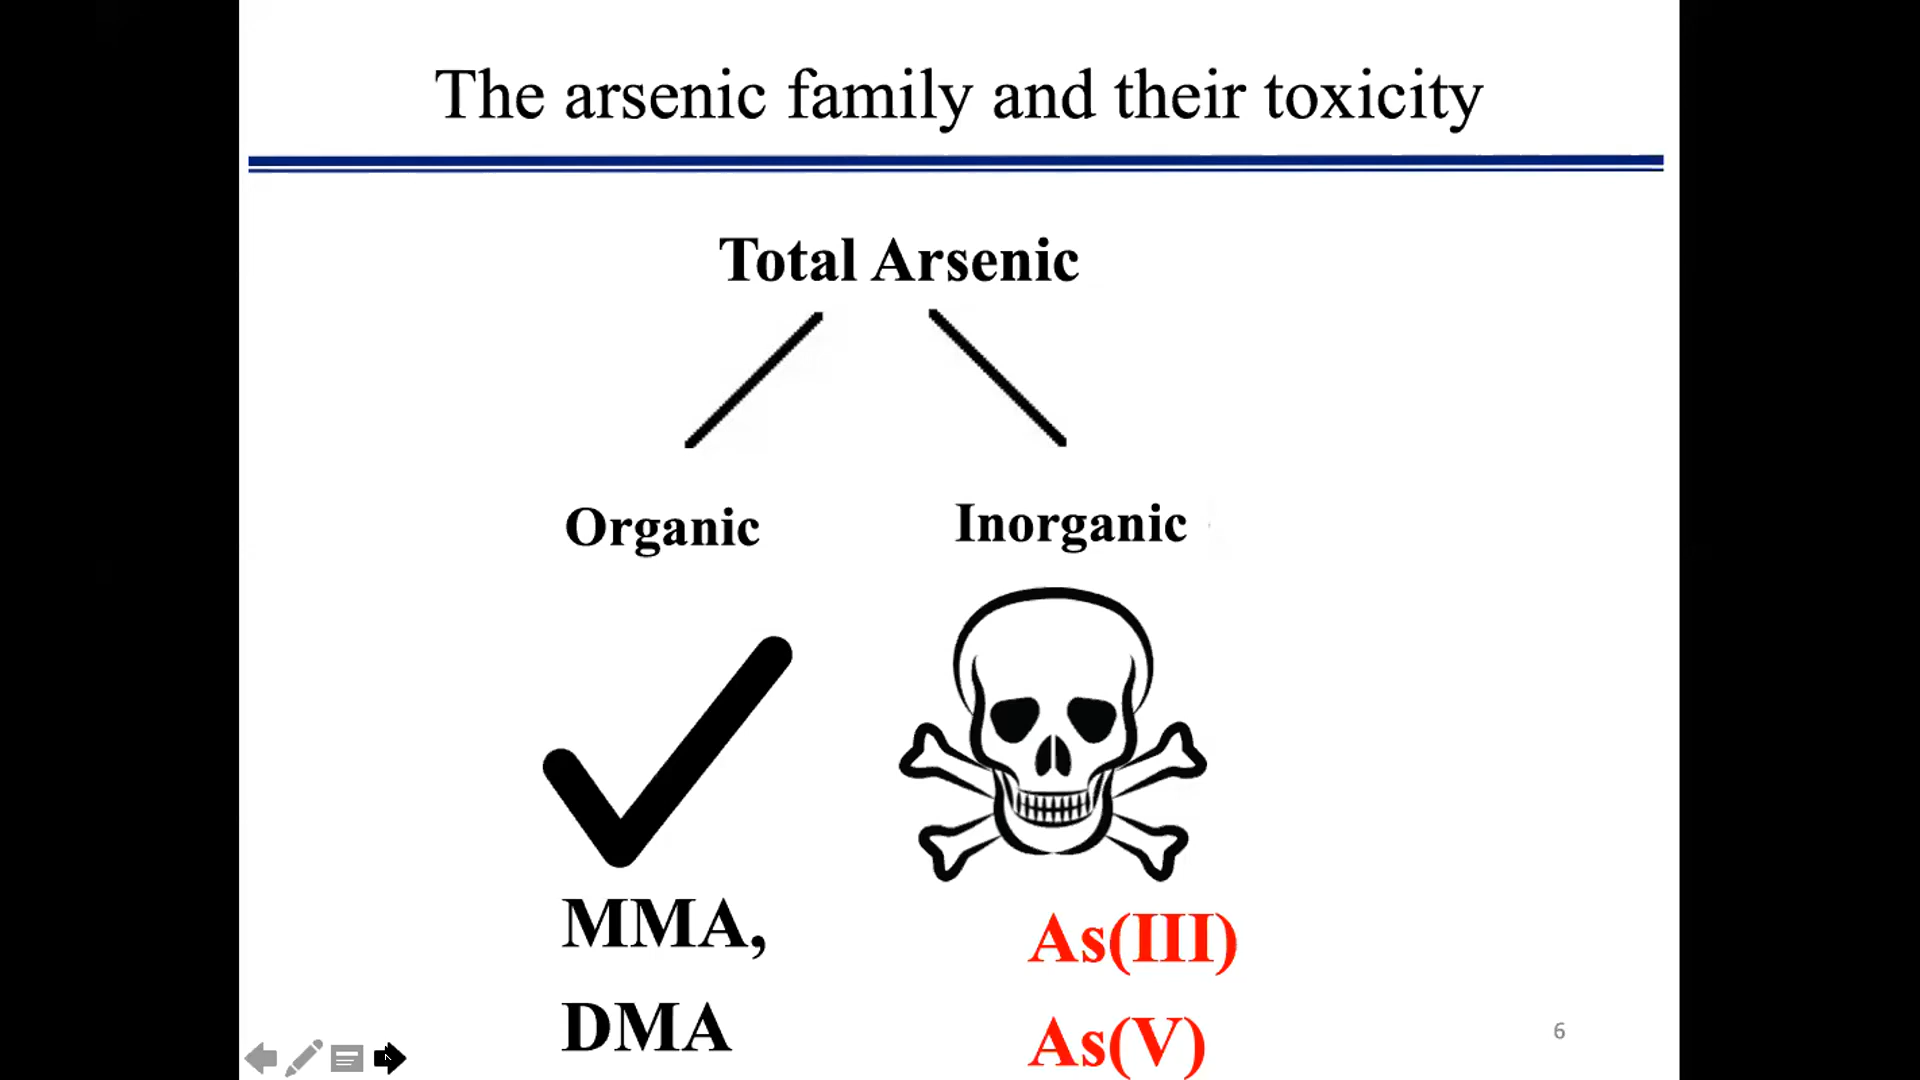 The arsenic family and their toxicity
Total Arsenic
Organic
Inorganic
MMA,
DMA
As(III)
As(V)
6